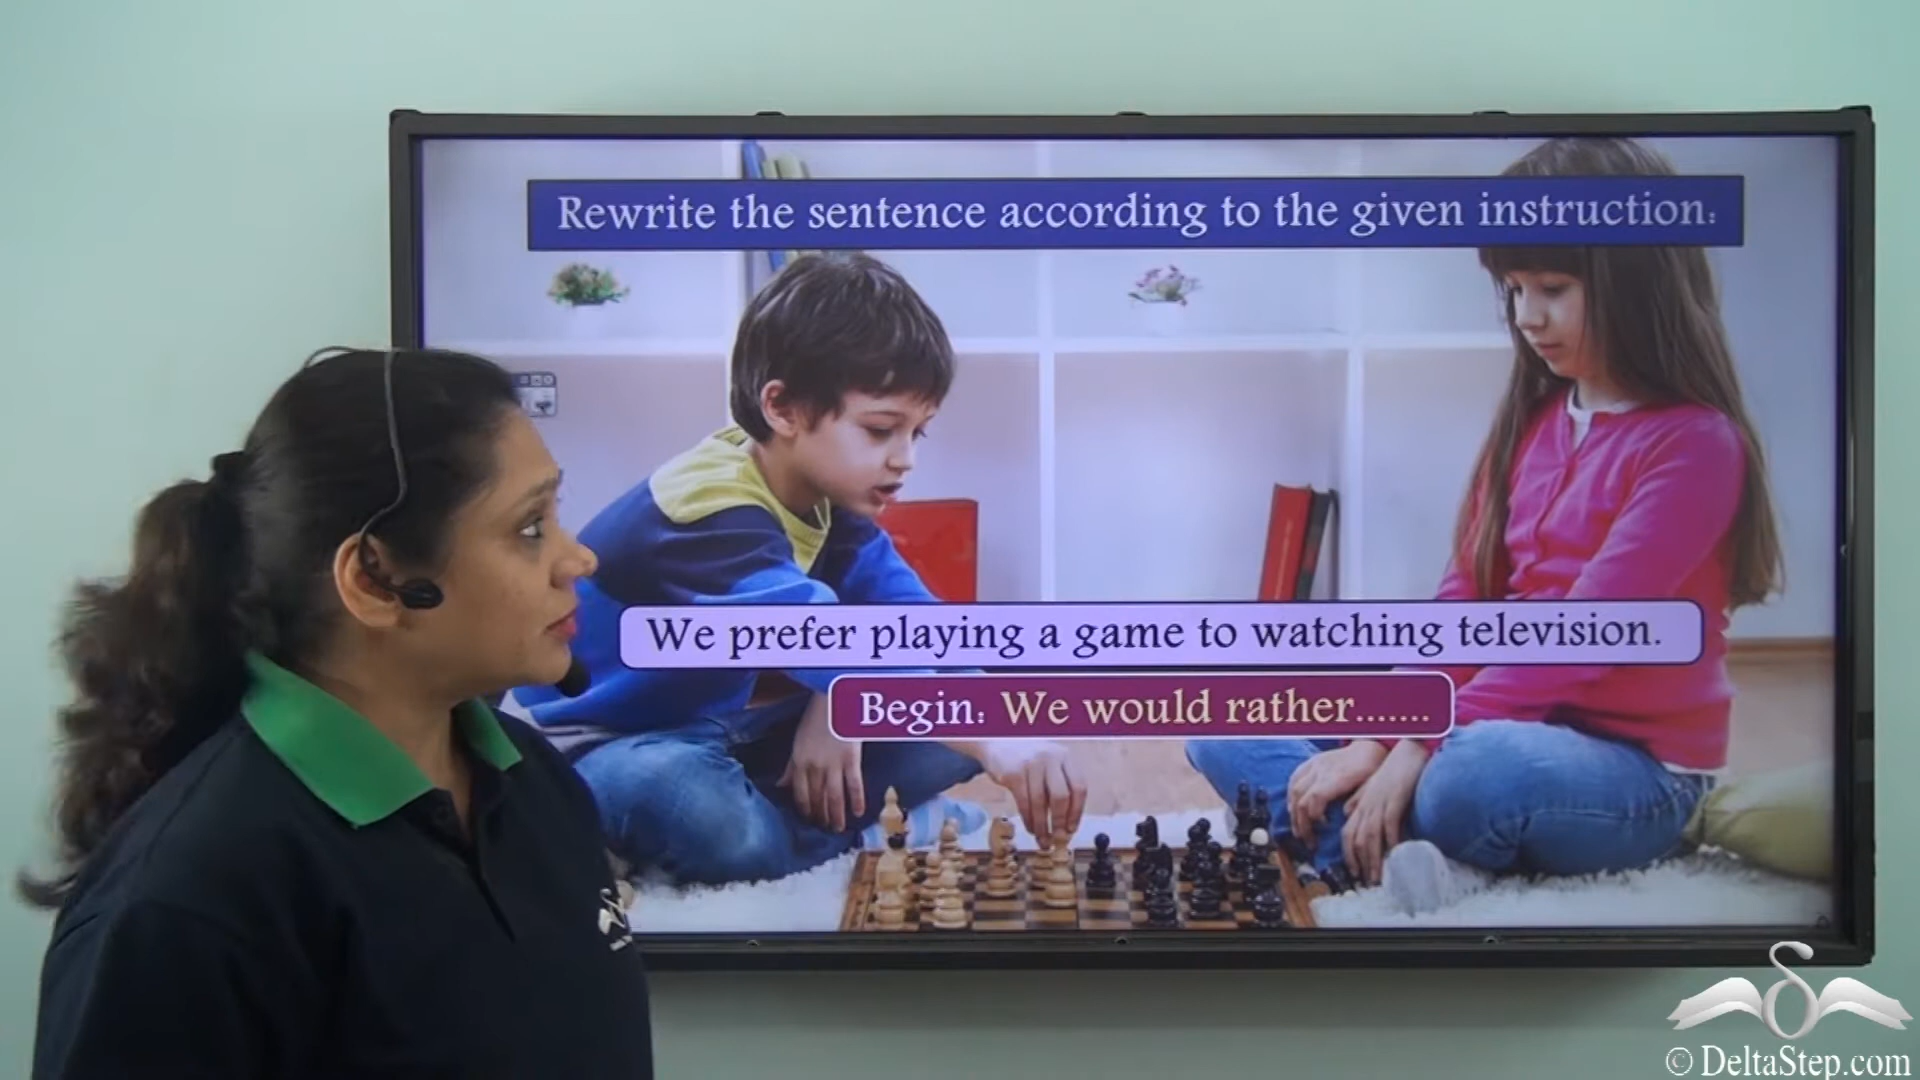 Rewrite the sentence according to the given instruction:
We prefer playing a game to watching television.
Begin: We would rather.......
© DeltaStep.com